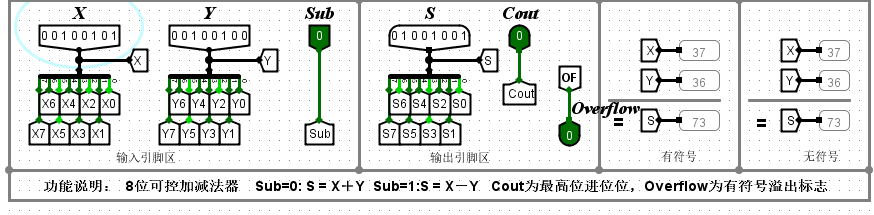 X Y Sub S Cout
00100101 00100100 0 01001001 0
X Y S OF X 37 X 37
Cout Y 36 Y 36
X6 X4 X2 X0 Y6 Y4 Y2 Y0 S6 S4 S2 S0 Overflow
X7 X5 X3 X1 Y7 Y5 Y3 Y1 Sub S7 S5 S3 S1 0 = S 73 = S 73
输入引脚区 输出引脚区 有符号 无符号
功能说明: 8位可控加减法器 Sub=0: S = X+Y Sub=1:S = X-Y Cout为最高位进位位，Overflow为有符号溢出标志